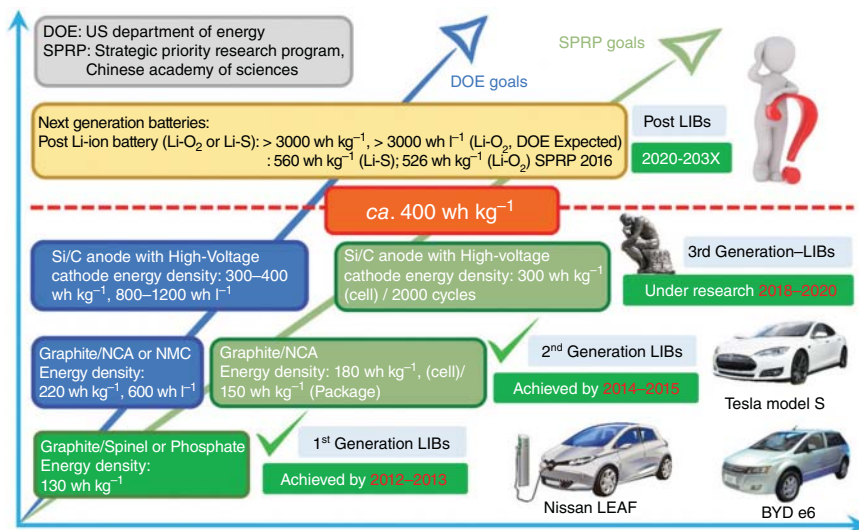 DOE: US department of energy
SPRP: Strategic priority research program,
Chinese academy of sciences
DOE goals
SPRP goals
Next generation batteries:
Post Li-ion battery (Li-O₂ or Li-S): > 3000 wh kg⁻¹, > 3000 wh l⁻¹ (Li-O₂, DOE Expected)
: 560 wh kg⁻¹ (Li-S); 526 wh kg⁻¹ (Li-O₂) SPRP 2016
Post LIBs
2020-203X
ca. 400 wh kg⁻¹
Si/C anode with High-Voltage
cathode energy density: 300–400
wh kg⁻¹, 800–1200 wh l⁻¹
Si/C anode with High-voltage
cathode energy density: 300 wh kg⁻¹
(cell) / 2000 cycles
3rd Generation–LIBs
Under research 2018–2020
Graphite/NCA or NMC
Energy density:
220 wh kg⁻¹, 600 wh l⁻¹
Graphite/NCA
Energy density: 180 wh kg⁻¹, (cell)/
150 wh kg⁻¹ (Package)
2ⁿᵈ Generation LIBs
Achieved by 2014–2015
Tesla model S
Graphite/Spinel or Phosphate
Energy density:
130 wh kg⁻¹
1ˢᵗ Generation LIBs
Achieved by 2012–2013
Nissan LEAF
BYD e6